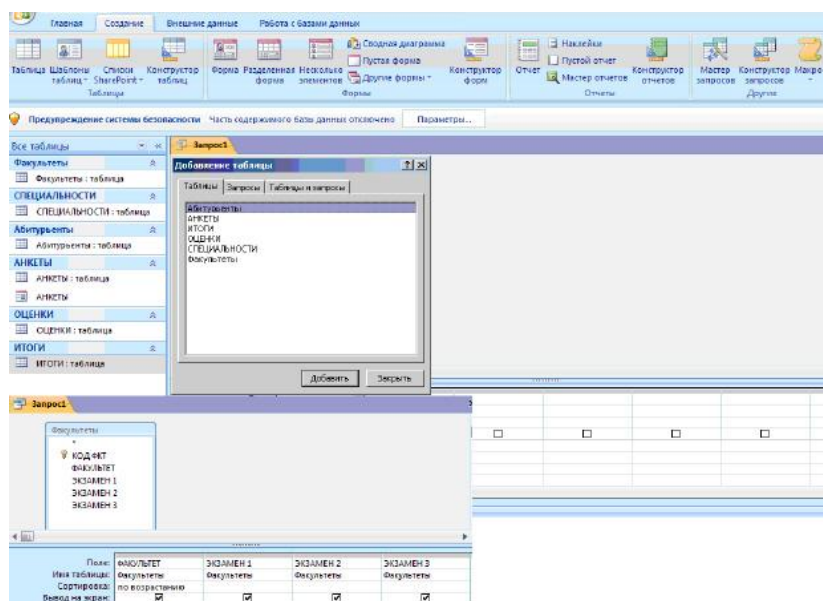 Главная Создание Внешние данные Работа с базами данных
Таблица Шаблоны таблиц Списки SharePoint Конструктор таблиц
Таблицы
Форма Разделенная форма Несколько элементов
Сводная диаграмма
Пустая форма
Другие формы
Конструктор форм
Формы
Отчет
Наклейки
Пустой отчет
Мастер отчетов
Конструктор отчетов
Отчеты
Мастер запросов Конструктор запросов Макро
Другие
Предупреждение системы безопасности Часть содержимого базы данных отключено Параметры...
Все таблицы
Факультеты
Факультеты : таблица
СПЕЦИАЛЬНОСТИ
СПЕЦИАЛЬНОСТИ : таблица
Абитурьенты
Абитурьенты : таблица
АНКЕТЫ
АНКЕТЫ : таблица
АНКЕТЫ
ОЦЕНКИ
ОЦЕНКИ : таблица
ИТОГИ
ИТОГИ : таблица
Запрос1
Добавление таблицы
Таблицы Запросы Таблицы и запросы
Абитурьенты
АНКЕТЫ
ИТОГИ
ОЦЕНКИ
СПЕЦИАЛЬНОСТИ
Факультеты
Добавить Закрыть
Запрос1
Факультеты
*
КОД ФКТ
ФАКУЛЬТЕТ
ЭКЗАМЕН 1
ЭКЗАМЕН 2
ЭКЗАМЕН 3
Поле: ФАКУЛЬТЕТ ЭКЗАМЕН 1 ЭКЗАМЕН 2 ЭКЗАМЕН 3
Имя таблицы: Факультеты Факультеты Факультеты Факультеты
Сортировка: по возрастанию
Вывод на экран: